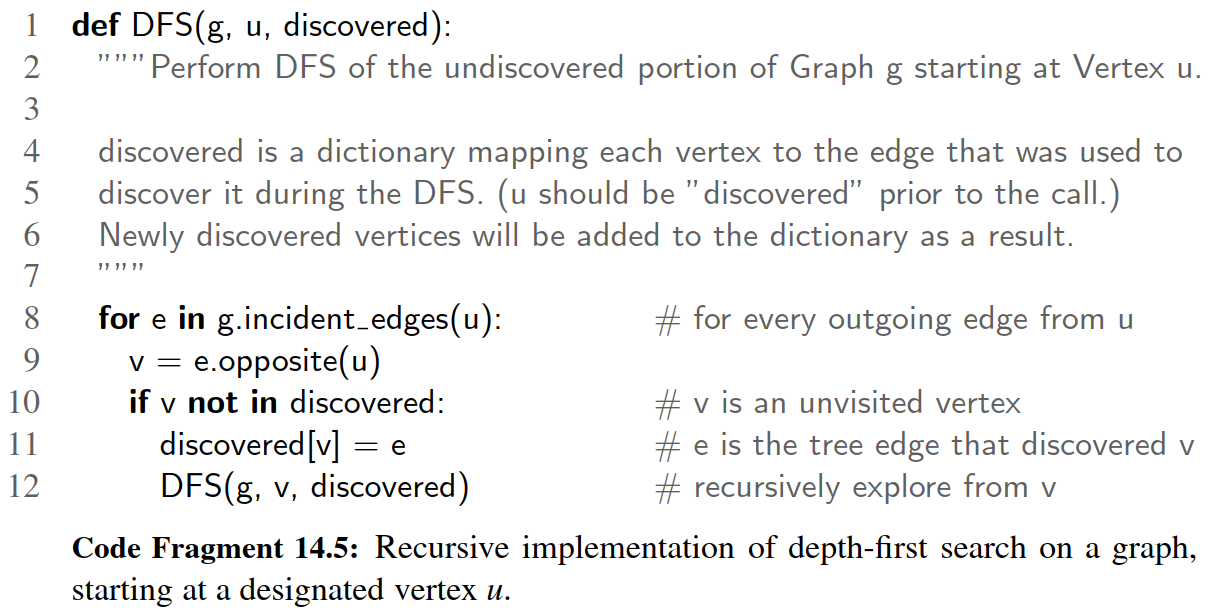 1 def DFS(g, u, discovered):
2 """Perform DFS of the undiscovered portion of Graph g starting at Vertex u.
3
4 discovered is a dictionary mapping each vertex to the edge that was used to
5 discover it during the DFS. (u should be "discovered" prior to the call.)
6 Newly discovered vertices will be added to the dictionary as a result.
7 """
8 for e in g.incident_edges(u): # for every outgoing edge from u
9 v = e.opposite(u)
10 if v not in discovered: # v is an unvisited vertex
11 discovered[v] = e # e is the tree edge that discovered v
12 DFS(g, v, discovered) # recursively explore from v
Code Fragment 14.5: Recursive implementation of depth-first search on a graph,
starting at a designated vertex u.